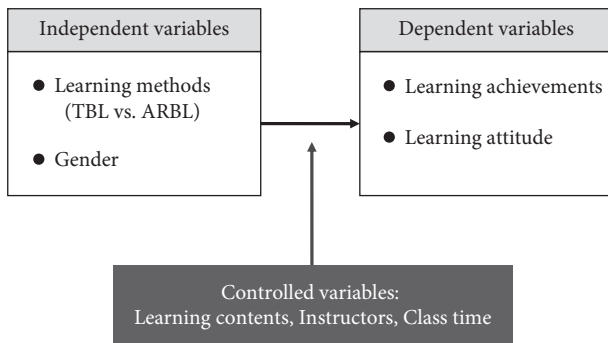 Independent variables
● Learning methods
(TBL vs. ARBL)
● Gender
Dependent variables
● Learning achievements
● Learning attitude
Controlled variables:
Learning contents, Instructors, Class time